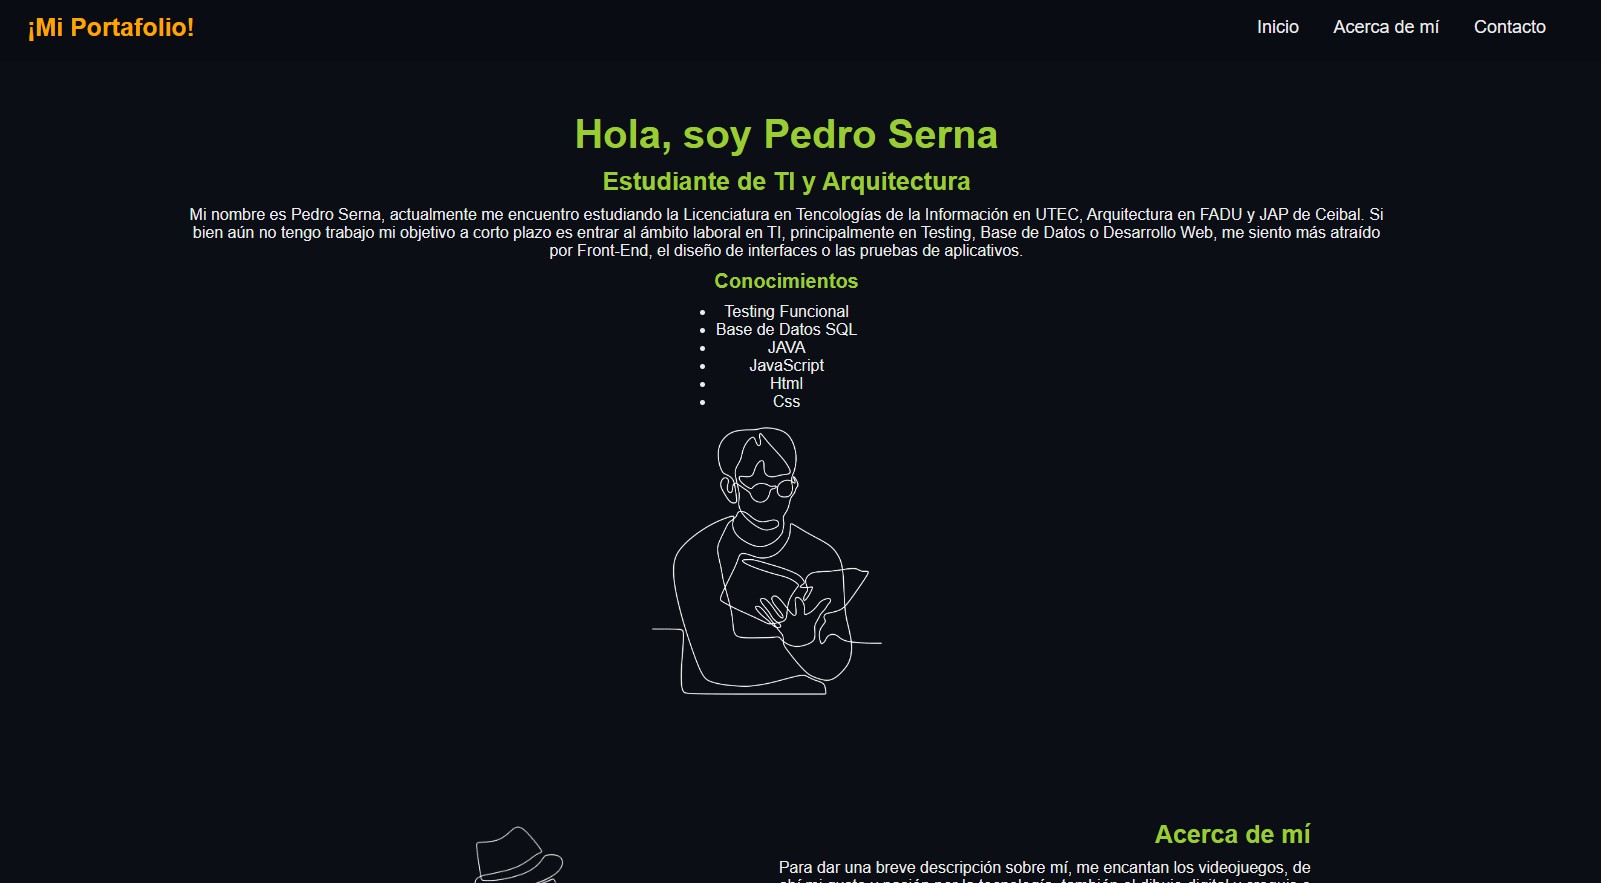 ¡Mi Portafolio!
Inicio Acerca de mí Contacto
Hola, soy Pedro Serna
Estudiante de TI y Arquitectura
Mi nombre es Pedro Serna, actualmente me encuentro estudiando la Licenciatura en Tencologías de la Información en UTEC, Arquitectura en FADU y JAP de Ceibal. Si
bien aún no tengo trabajo mi objetivo a corto plazo es entrar al ámbito laboral en TI, principalmente en Testing, Base de Datos o Desarrollo Web, me siento más atraído
por Front-End, el diseño de interfaces o las pruebas de aplicativos.
Conocimientos
Testing Funcional
Base de Datos SQL
JAVA
JavaScript
Html
Css
Acerca de mí
Para dar una breve descripción sobre mí, me encantan los videojuegos, de